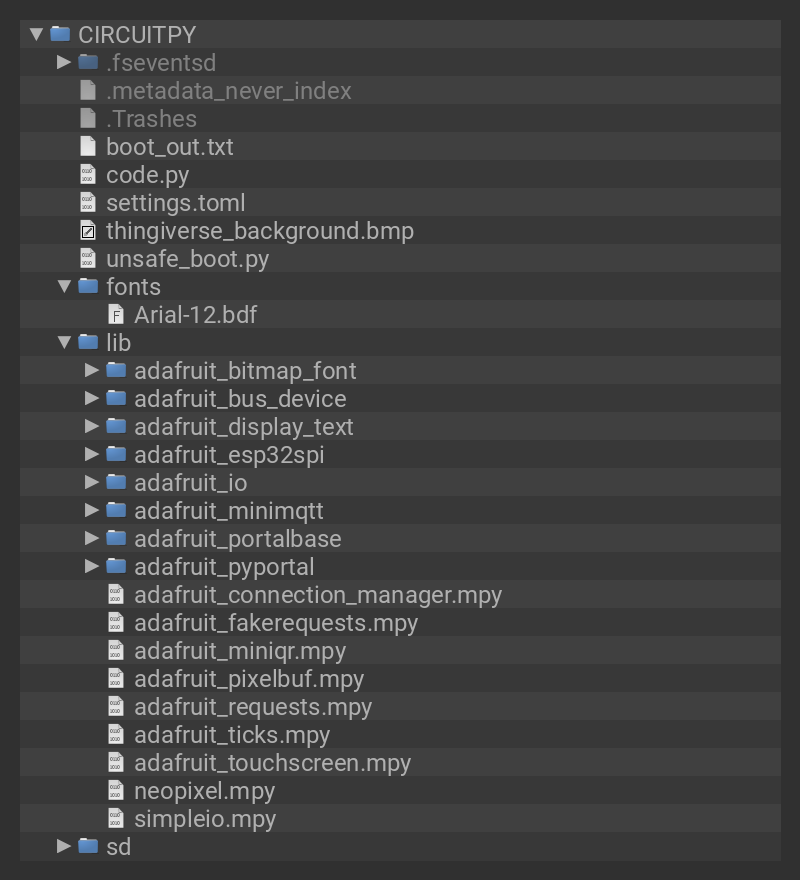 CIRCUITPY
.fseventsd
.metadata_never_index
.Trashes
boot_out.txt
code.py
settings.toml
thingiverse_background.bmp
unsafe_boot.py
fonts
Arial-12.bdf
lib
adafruit_bitmap_font
adafruit_bus_device
adafruit_display_text
adafruit_esp32spi
adafruit_io
adafruit_minimqtt
adafruit_portalbase
adafruit_pyportal
adafruit_connection_manager.mpy
adafruit_fakerequests.mpy
adafruit_miniqr.mpy
adafruit_pixelbuf.mpy
adafruit_requests.mpy
adafruit_ticks.mpy
adafruit_touchscreen.mpy
neopixel.mpy
simpleio.mpy
sd